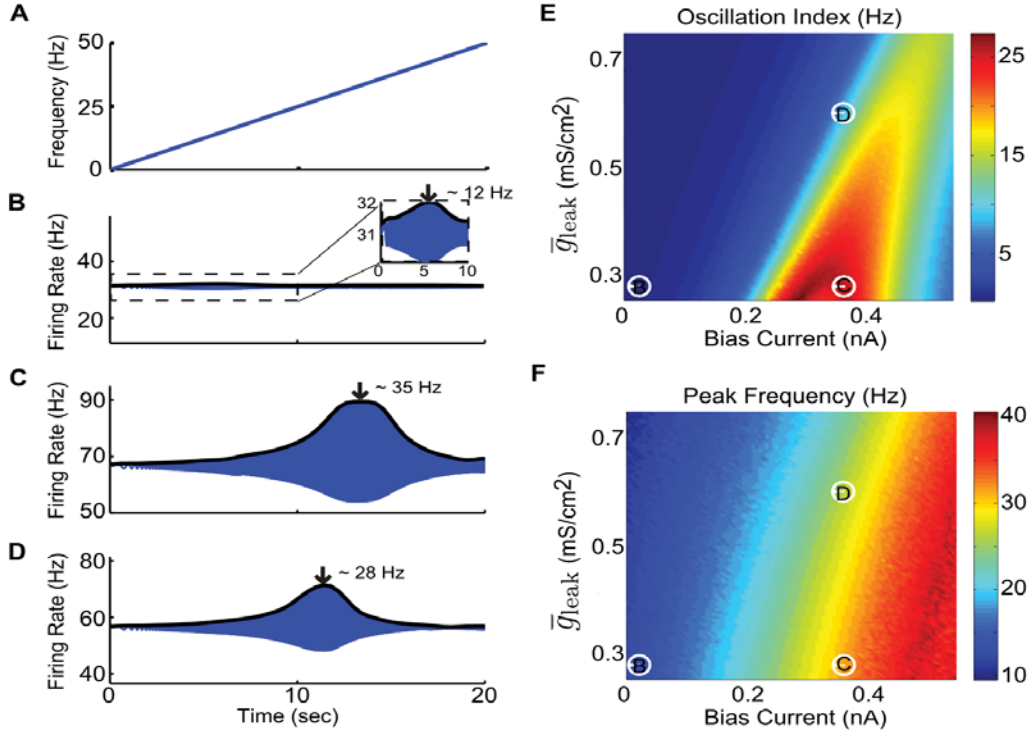 A
Frequency (Hz)
50
25
0
B
Firing Rate (Hz)
40
20
32
31
0 5 10
~ 12 Hz
C
Firing Rate (Hz)
90
70
50
~ 35 Hz
D
Firing Rate (Hz)
80
60
40
~ 28 Hz
0 10 20
Time (sec)
E
Oscillation Index (Hz)
g̅leak (mS/cm2)
0.7
0.5
0.3
D
B
C
0 0.2 0.4
Bias Current (nA)
25
20
15
10
5
F
Peak Frequency (Hz)
g̅leak (mS/cm2)
0.7
0.5
0.3
D
B
C
0 0.2 0.4
Bias Current (nA)
40
30
20
10